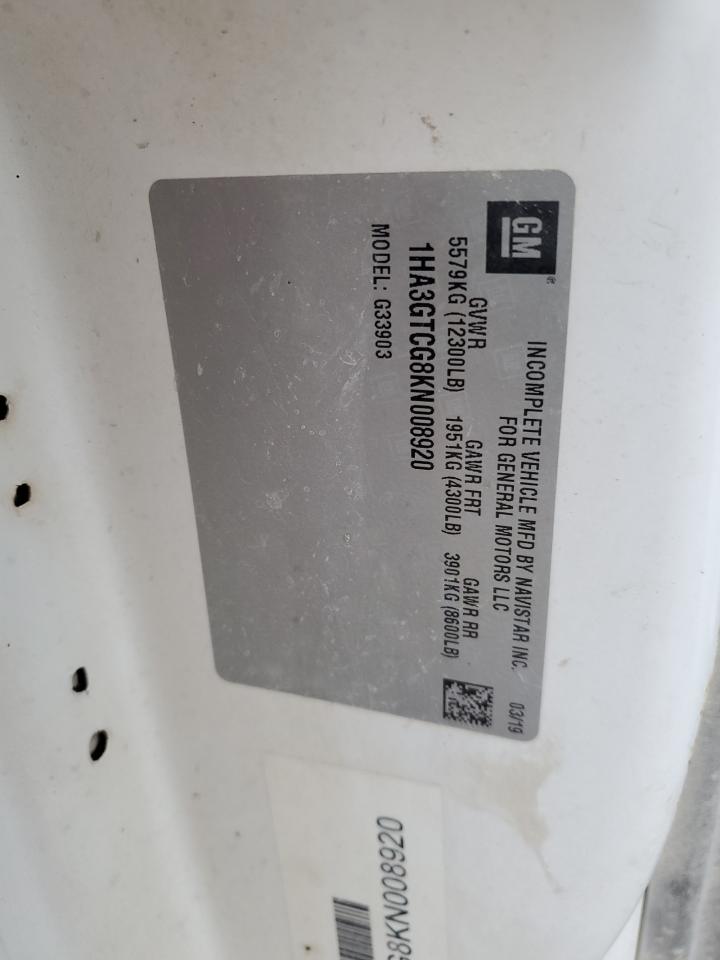 GM®
INCOMPLETE VEHICLE MFD BY NAVISTAR INC. 03/19
FOR GENERAL MOTORS LLC
GVWR GAWR FRT GAWR RR
5579KG (12300LB) 1951KG (4300LB) 3901KG (8600LB)
1HA3GTCG8KN008920
MODEL: G33903
G8KN008920